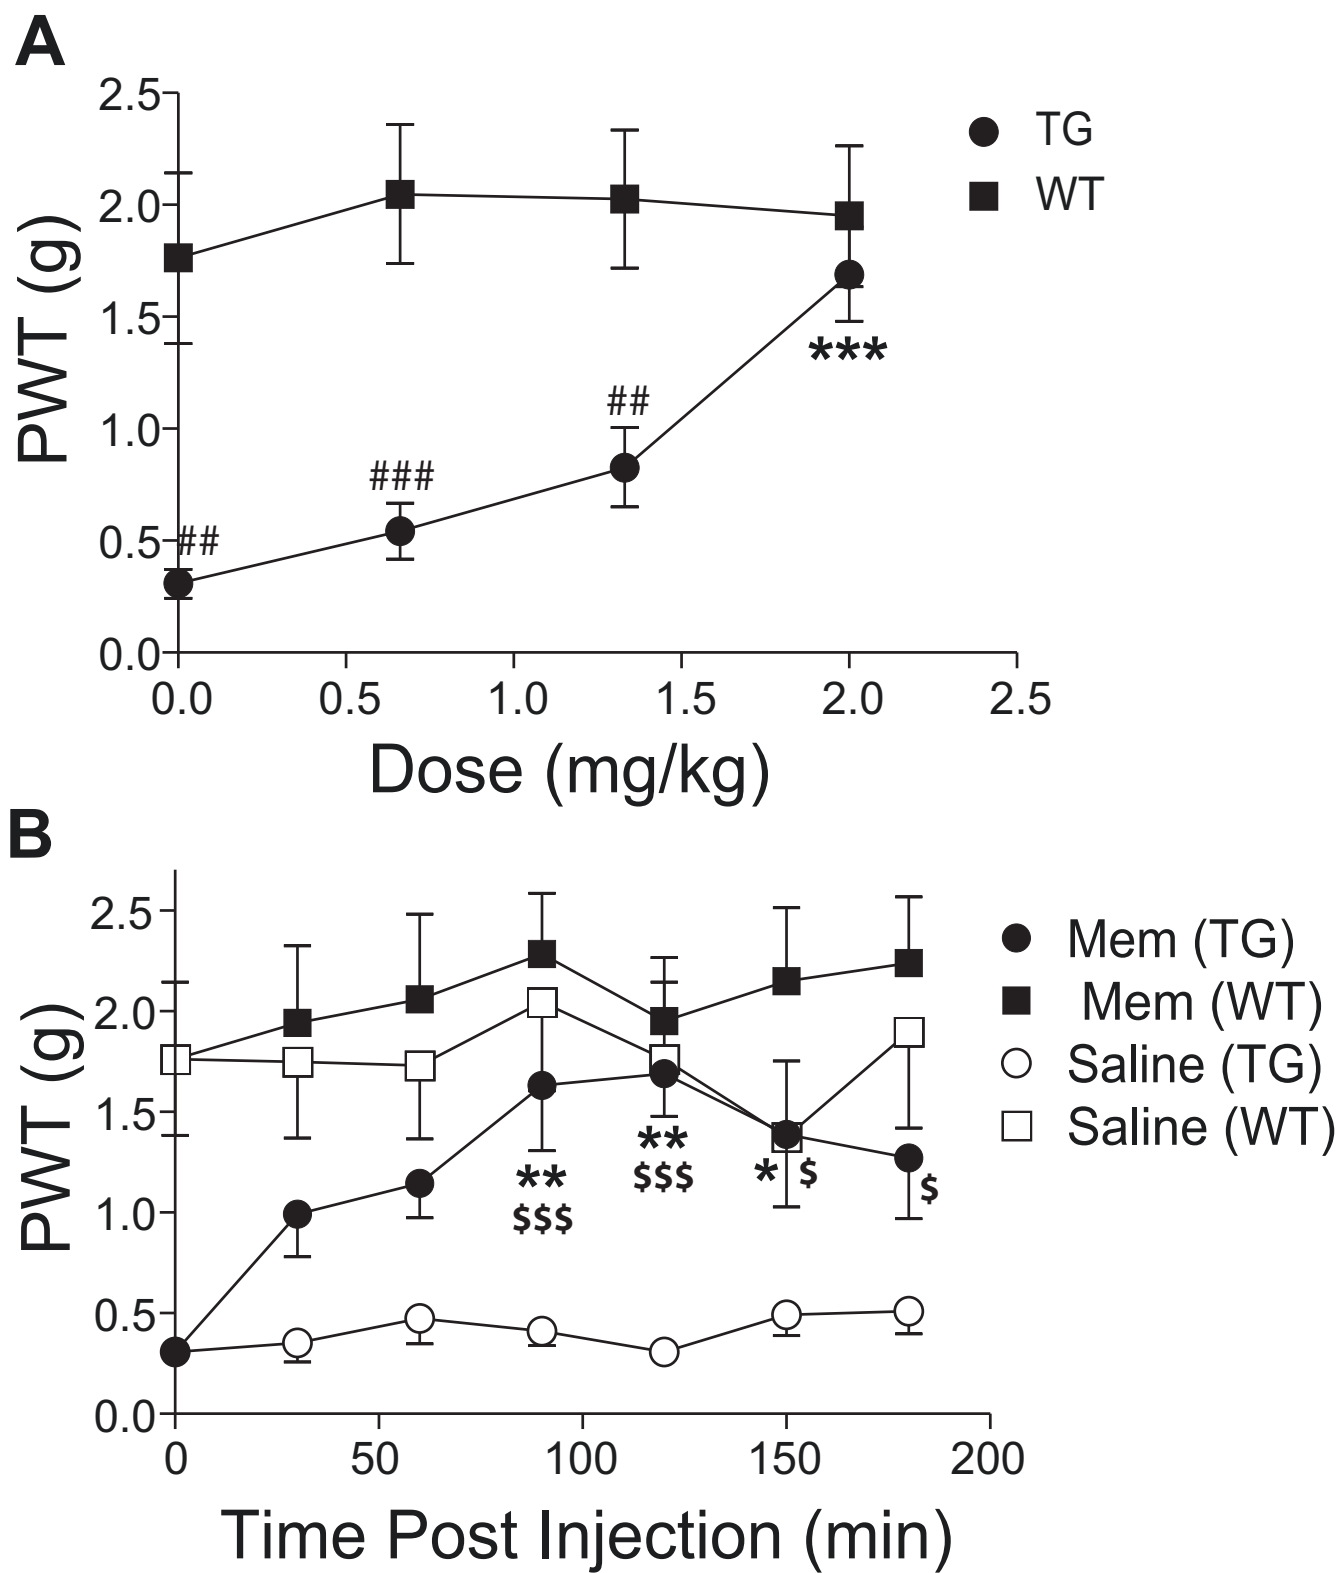 A
2.5
2.0
1.5
1.0
0.5
0.0
PWT (g)
TG
WT
##
###
##
***
0.0 0.5 1.0 1.5 2.0 2.5
Dose (mg/kg)
B
2.5
2.0
1.5
1.0
0.5
0.0
PWT (g)
Mem (TG)
Mem (WT)
Saline (TG)
Saline (WT)
**
$$$
**
$$$
* $
$
0 50 100 150 200
Time Post Injection (min)